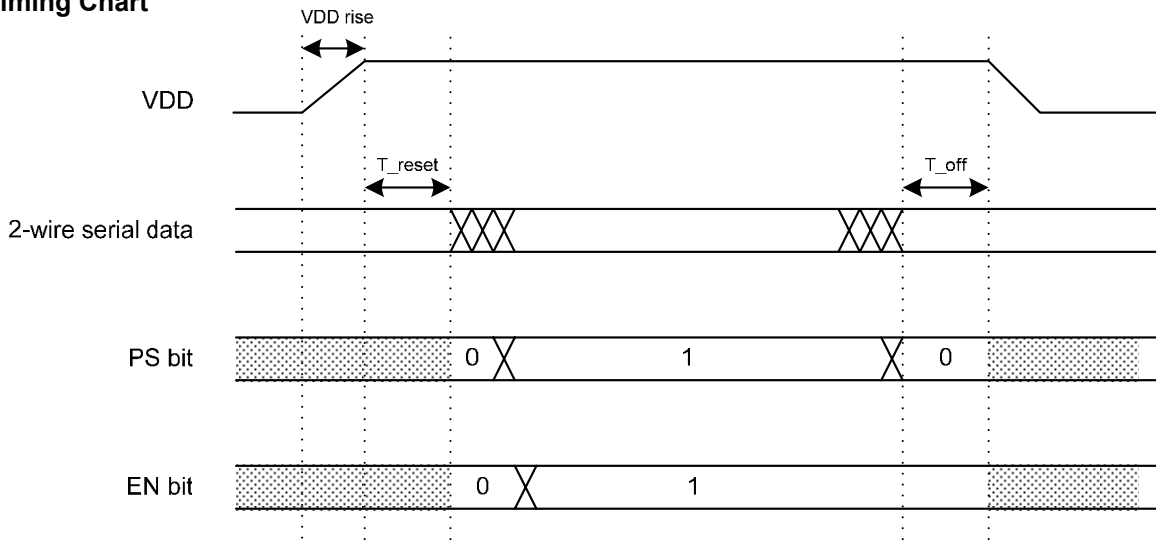 iming Chart
VDD rise
VDD
T_reset
T_off
2-wire serial data
PS bit
0
1
0
EN bit
0
1